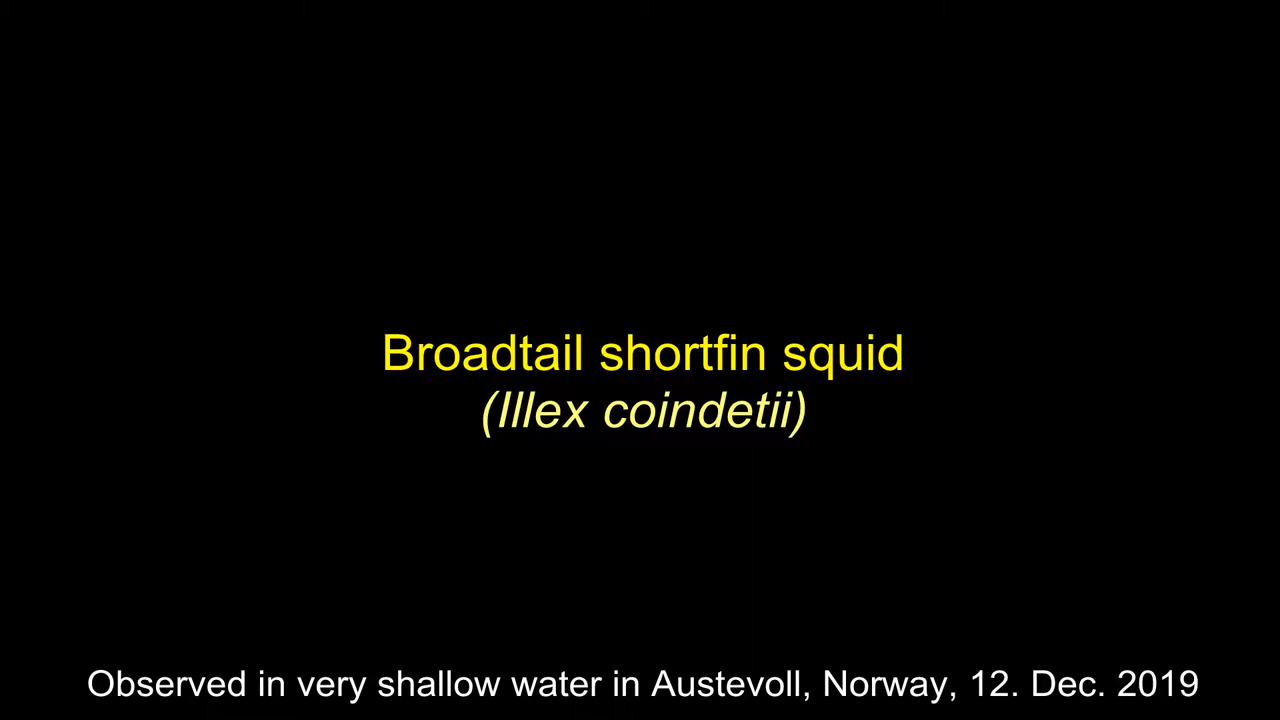 Broadtail shortfin squid
(Illex coindetii)
Observed in very shallow water in Austevoll, Norway, 12. Dec. 2019